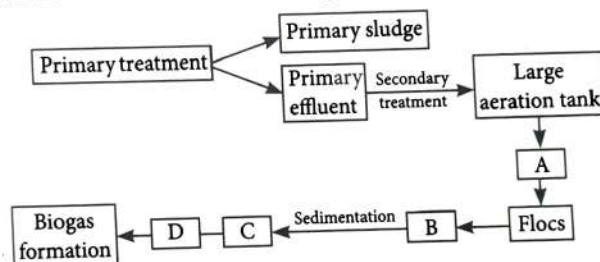 Primary treatment
Primary sludge
Primary
effluent
Secondary
treatment
Large
aeration tank
A
Flocs
B
Sedimentation
C
D
Biogas
formation